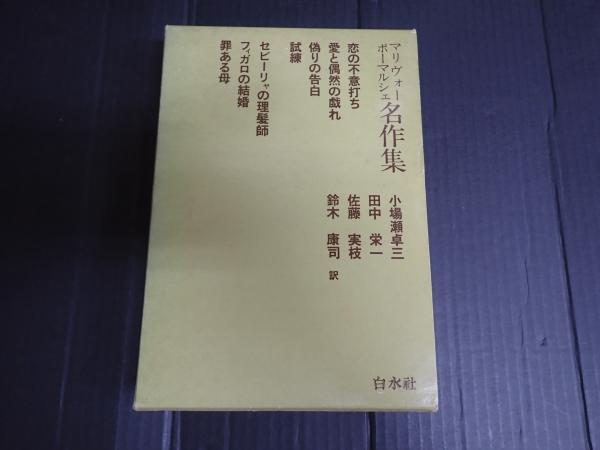 マリヴォー
ボーマルシェ
名作集
恋の不意打ち
愛と偶然の戯れ
偽りの告白
試練
セビーリャの理髪師
フィガロの結婚
罪ある母
小場瀬卓三
田中 栄一
佐藤 実枝
鈴木 康司 訳
白水社